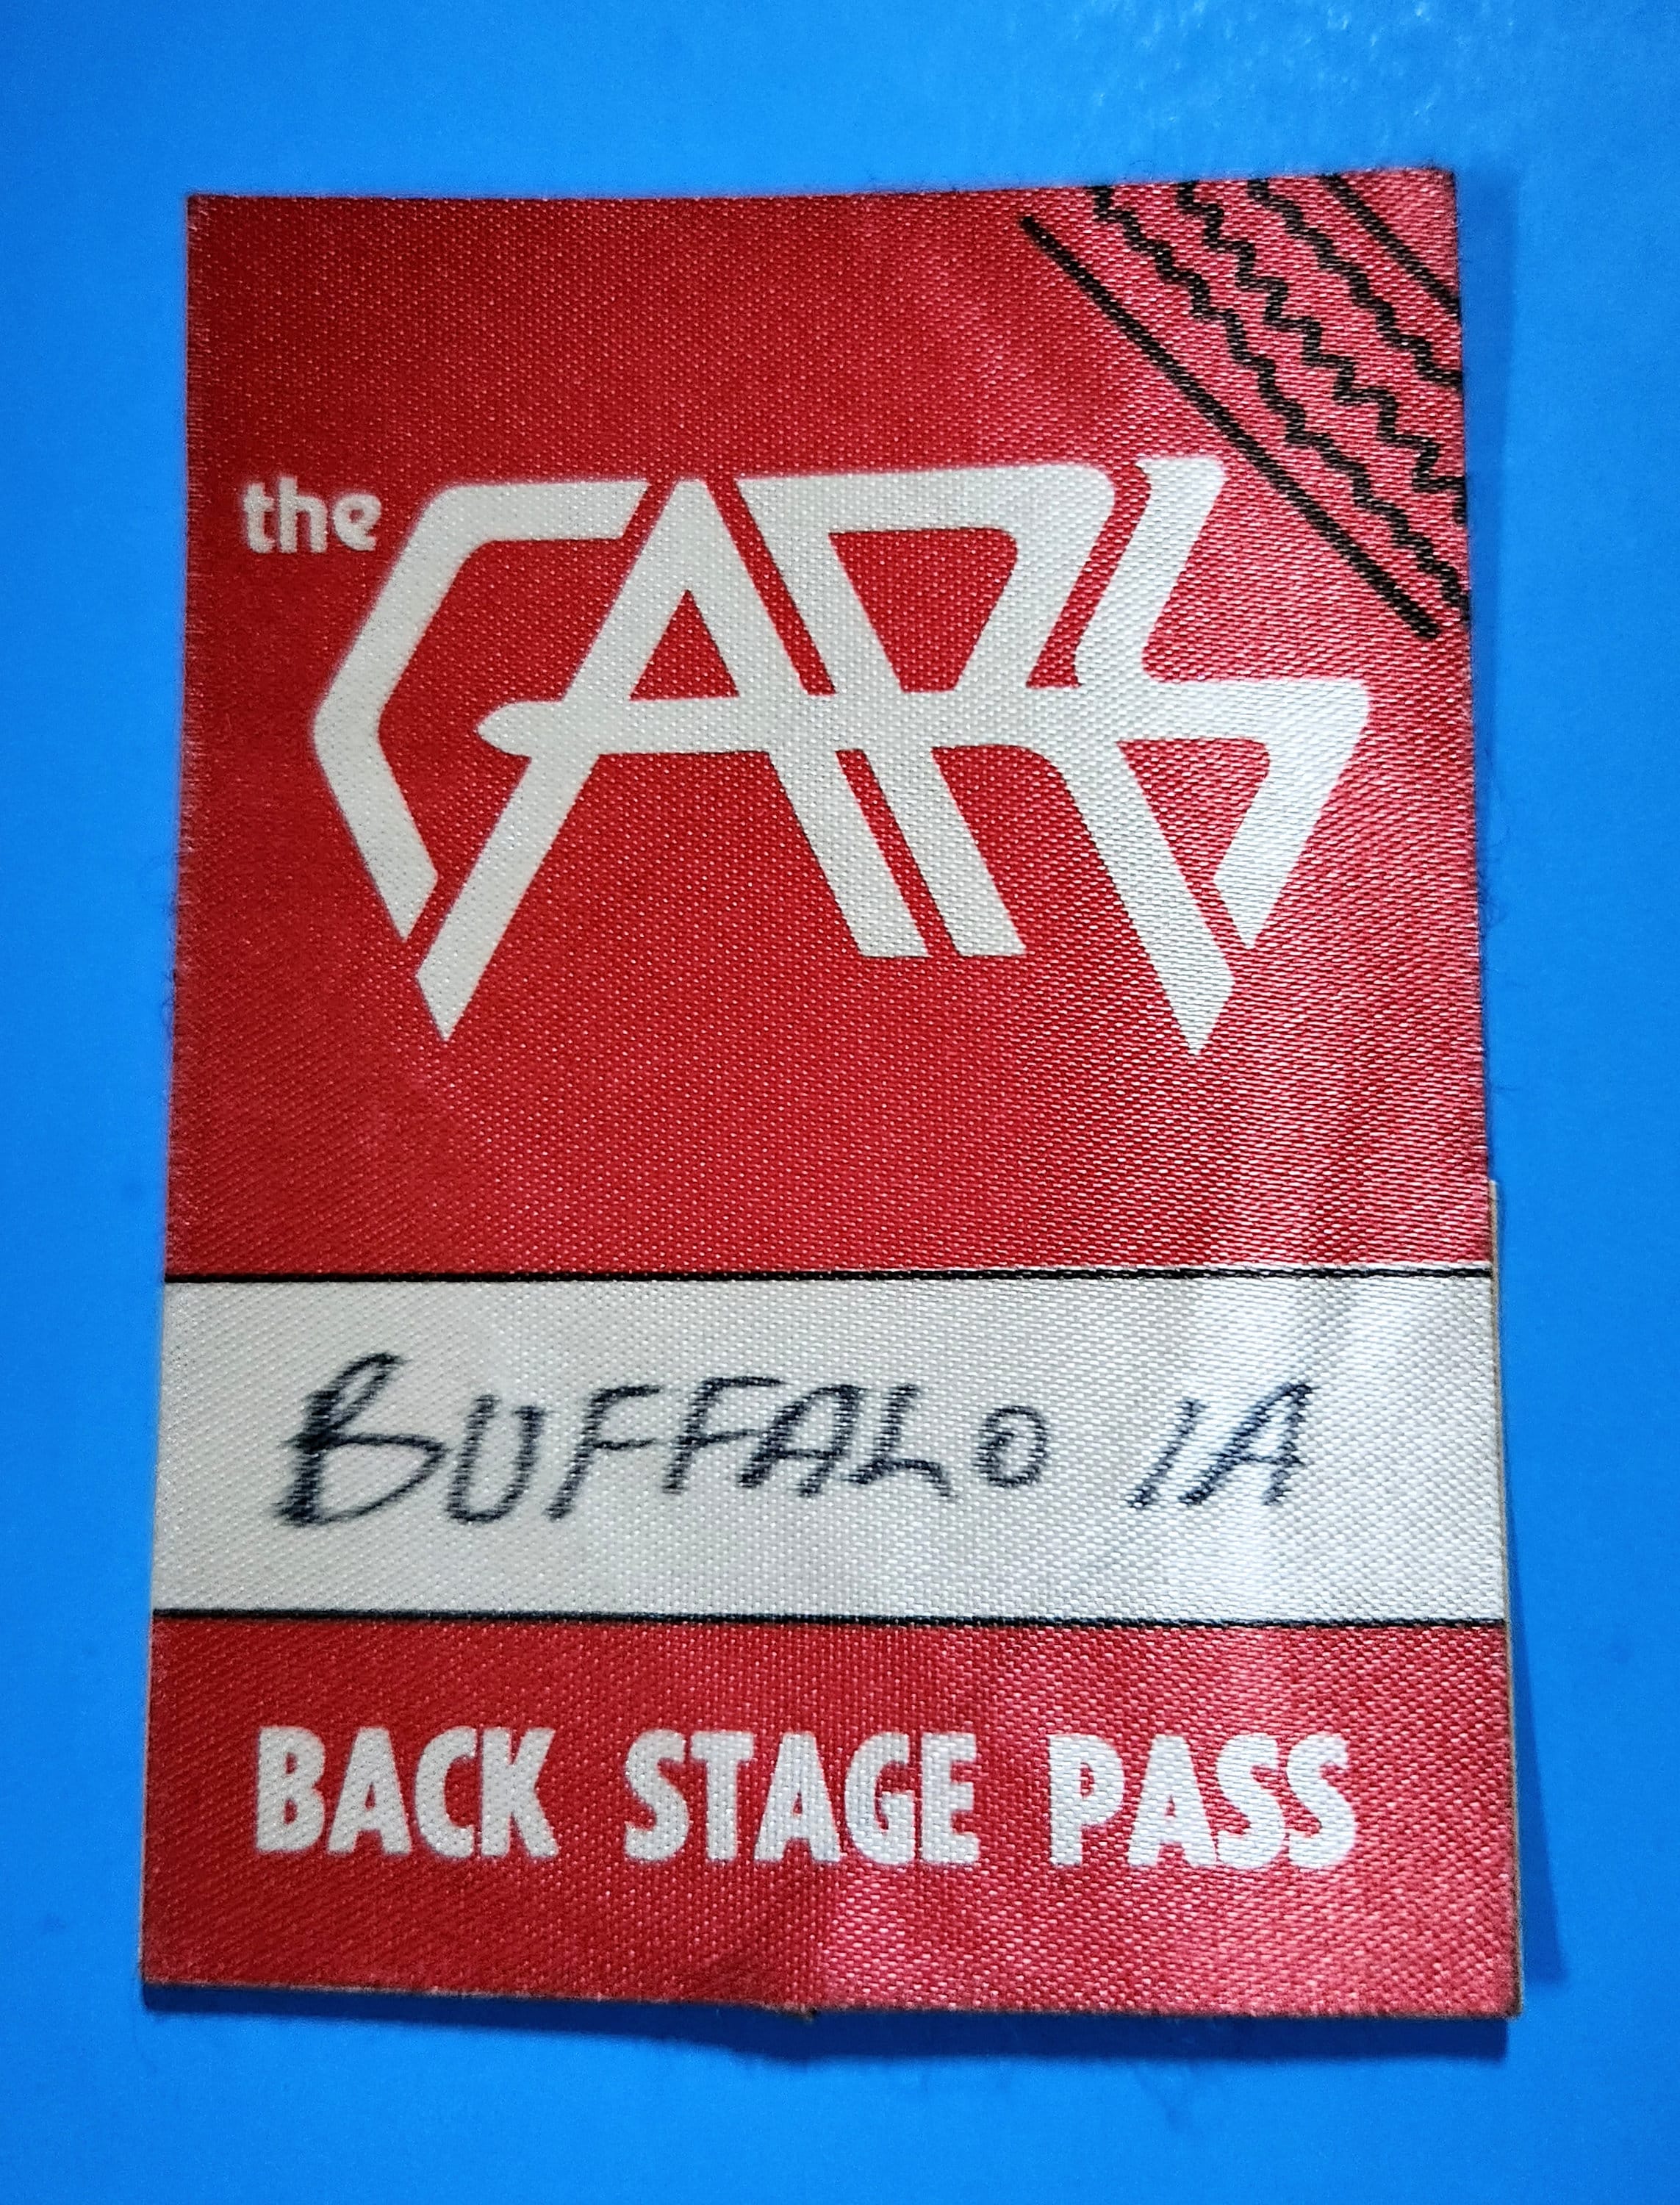 the CARS
BUFFALO IA
BACK STAGE PASS